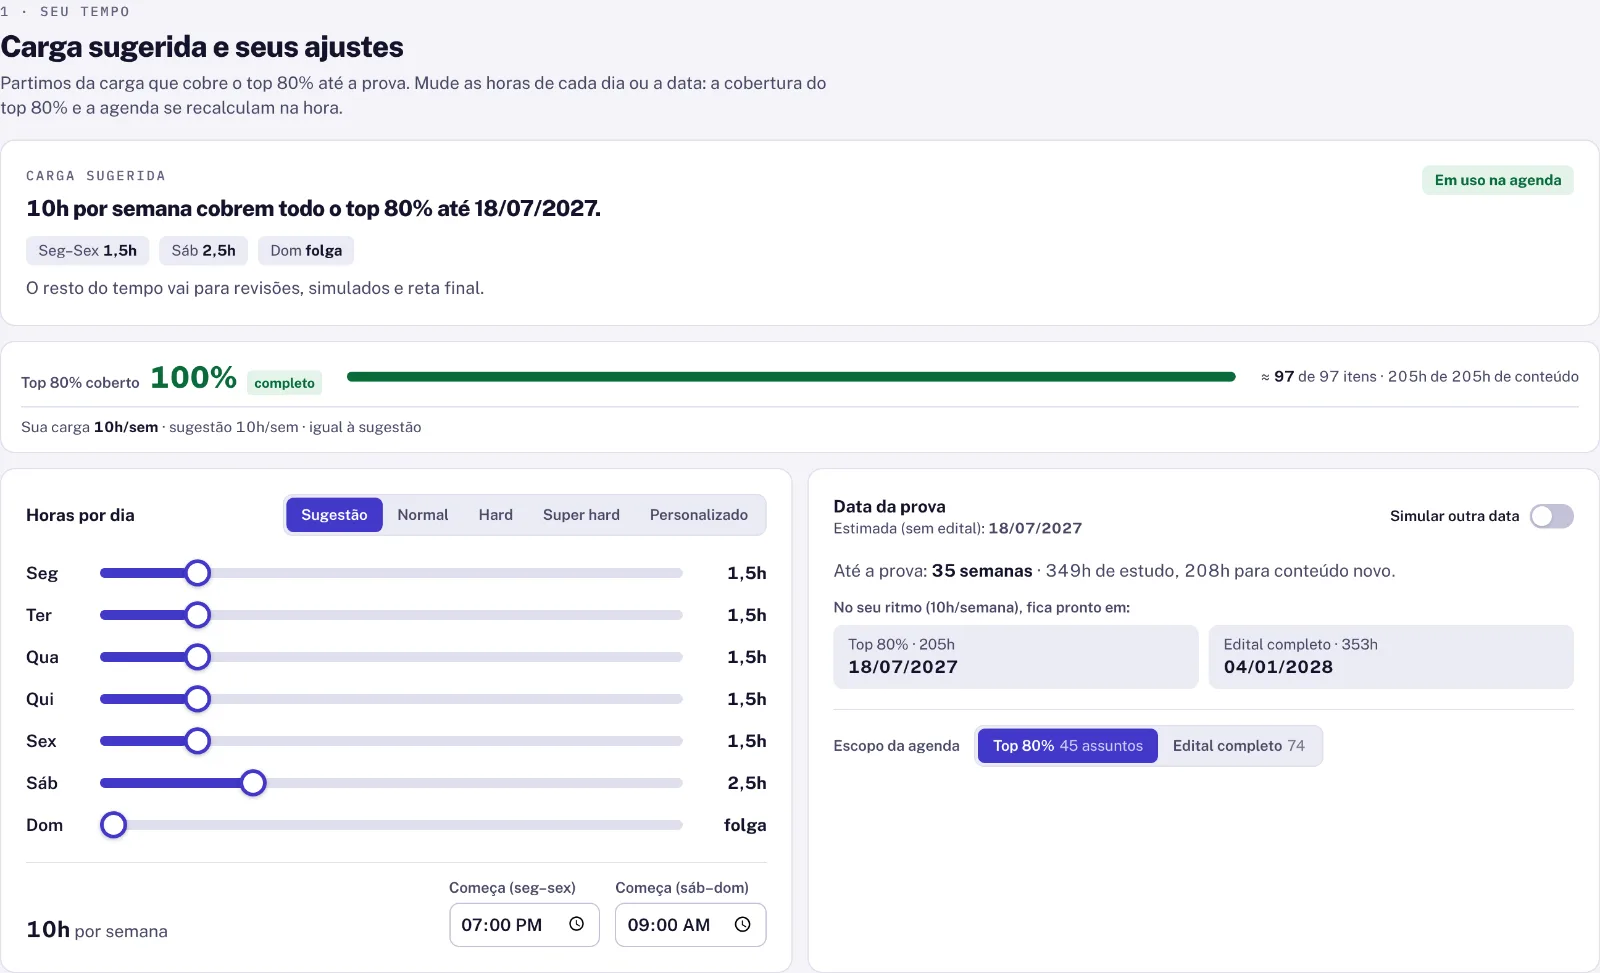 1 · SEU TEMPO
Carga sugerida e seus ajustes
Partimos da carga que cobre o top 80% até a prova. Mude as horas de cada dia ou a data: a cobertura do
top 80% e a agenda se recalculam na hora.
CARGA SUGERIDA
Em uso na agenda
10h por semana cobrem todo o top 80% até 18/07/2027.
Seg–Sex 1,5h
Sáb 2,5h
Dom folga
O resto do tempo vai para revisões, simulados e reta final.
Top 80% coberto 100% completo
≈ 97 de 97 itens · 205h de 205h de conteúdo
Sua carga 10h/sem · sugestão 10h/sem · igual à sugestão
Horas por dia
Sugestão
Normal
Hard
Super hard
Personalizado
Seg 1,5h
Ter 1,5h
Qua 1,5h
Qui 1,5h
Sex 1,5h
Sáb 2,5h
Dom folga
10h por semana
Começa (seg–sex)
07:00 PM
Começa (sáb–dom)
09:00 AM
Data da prova
Estimada (sem edital): 18/07/2027
Simular outra data
Até a prova: 35 semanas · 349h de estudo, 208h para conteúdo novo.
No seu ritmo (10h/semana), fica pronto em:
Top 80% · 205h
18/07/2027
Edital completo · 353h
04/01/2028
Escopo da agenda
Top 80% 45 assuntos
Edital completo 74